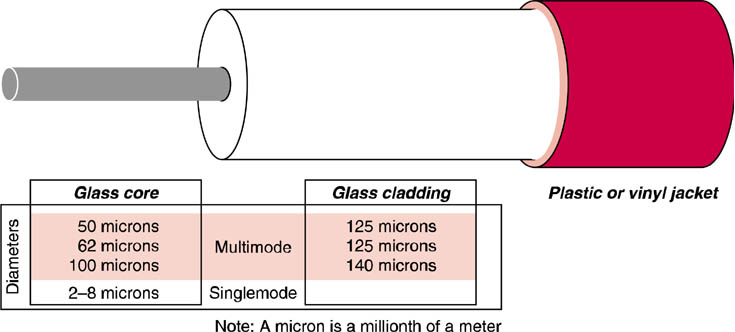 Glass core
Glass cladding
Plastic or vinyl jacket
Diameters
50 microns
125 microns
62 microns
Multimode
125 microns
100 microns
140 microns
2–8 microns
Singlemode
Note: A micron is a millionth of a meter